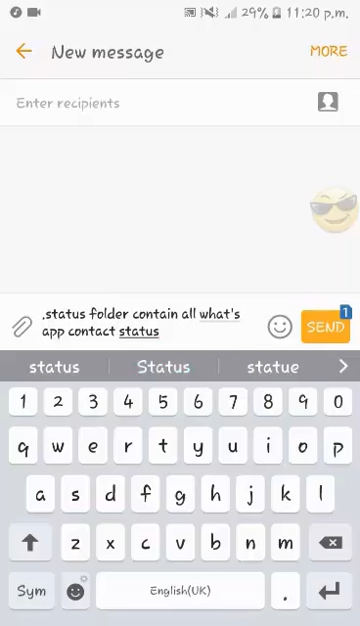 29% 11:20 p.m.
New message MORE
Enter recipients
.status folder contain all what's
app contact status
1
SEND
status Status statue
1 2 3 4 5 6 7 8 9 0
q w e r t y u i o p
a s d f g h j k l
z x c v b n m
Sym English(UK) .